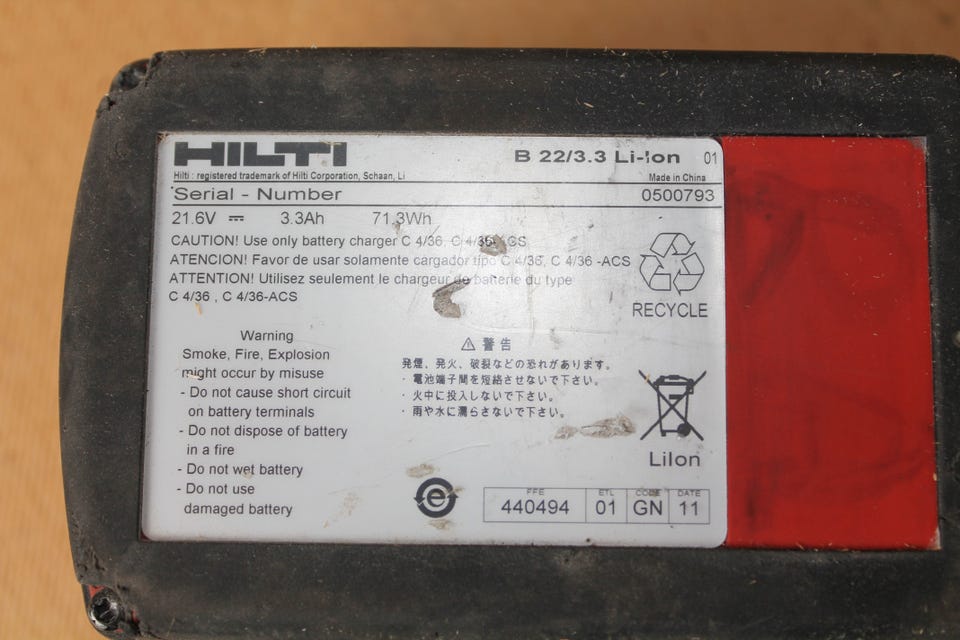 HILTI B 22/3.3 Li-Ion 01
Hilti : registered trademark of Hilti Corporation, Schaan, Li Made in China
Serial - Number 0500793
21.6V 3.3Ah 71.3Wh
CAUTION! Use only battery charger C 4/36, C 4/36-ACS
ATENCION! Favor de usar solamente cargador tipo C 4/36, C 4/36 -ACS
ATTENTION! Utilisez seulement le chargeur de batterie du type
C 4/36 , C 4/36-ACS
RECYCLE
Warning
Smoke, Fire, Explosion
might occur by misuse
- Do not cause short circuit
on battery terminals
- Do not dispose of battery
in a fire
- Do not wet battery
- Do not use
damaged battery
⚠ 警告
発煙、発火、破裂などの恐れがあります。
・電池端子間を短絡させないで下さい。
・火中に投入しないで下さい。
・雨や水に濡らさないで下さい。
LiIon
e
FFE ETL CODE DATE
440494 01 GN 11